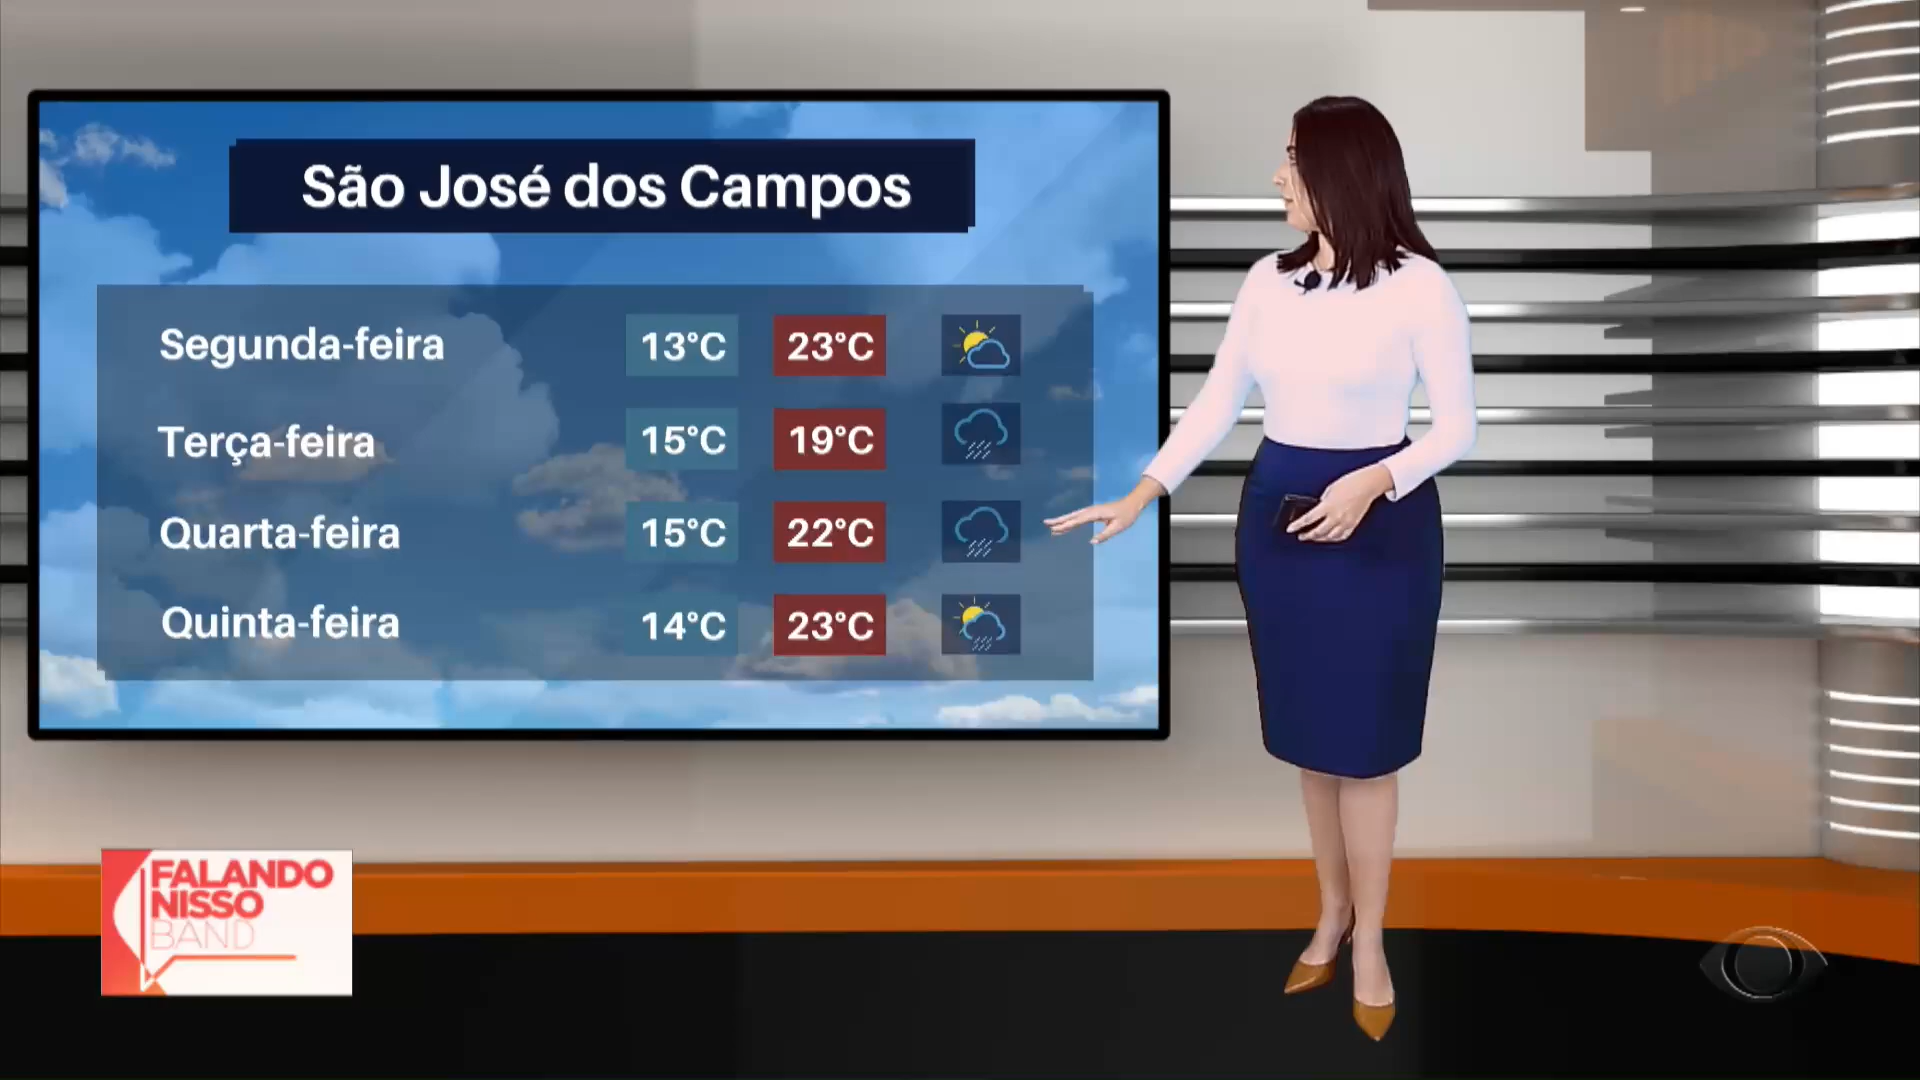 São José dos Campos
Segunda-feira 13°C 23°C
Terça-feira 15°C 19°C
Quarta-feira 15°C 22°C
Quinta-feira 14°C 23°C
FALANDO
NISSO
BAND